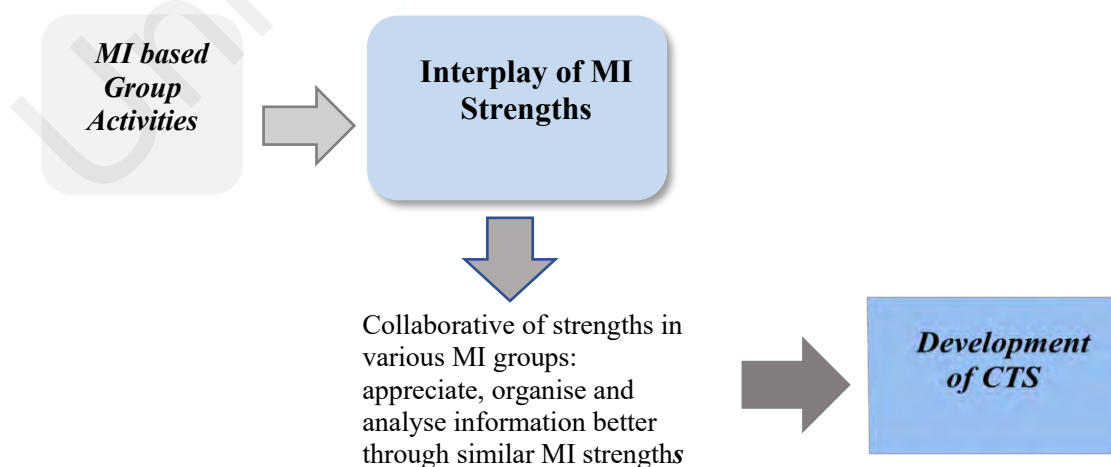 MI based
Group
Activities
Interplay of MI
Strengths
Collaborative of strengths in
various MI groups:
appreciate, organise and
analyse information better
through similar MI strengths
Development
of CTS